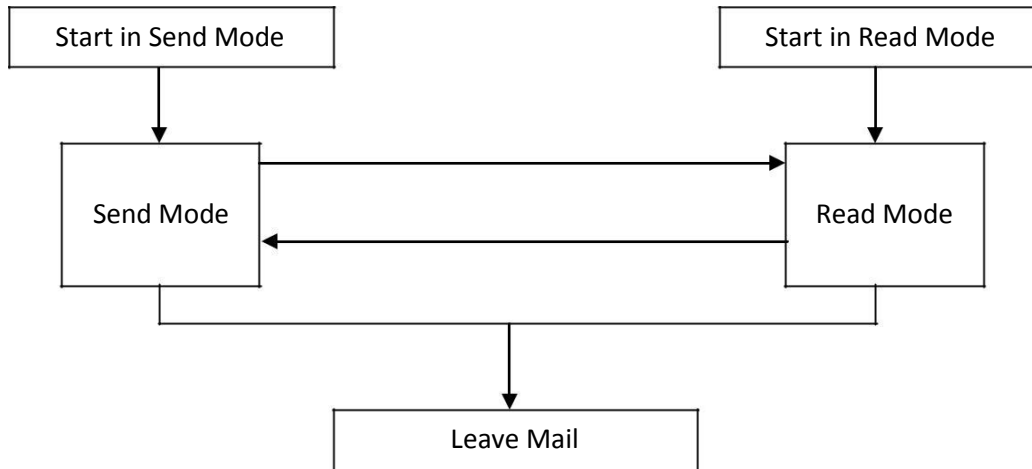 Start in Send Mode
Start in Read Mode
Send Mode
Read Mode
Leave Mail